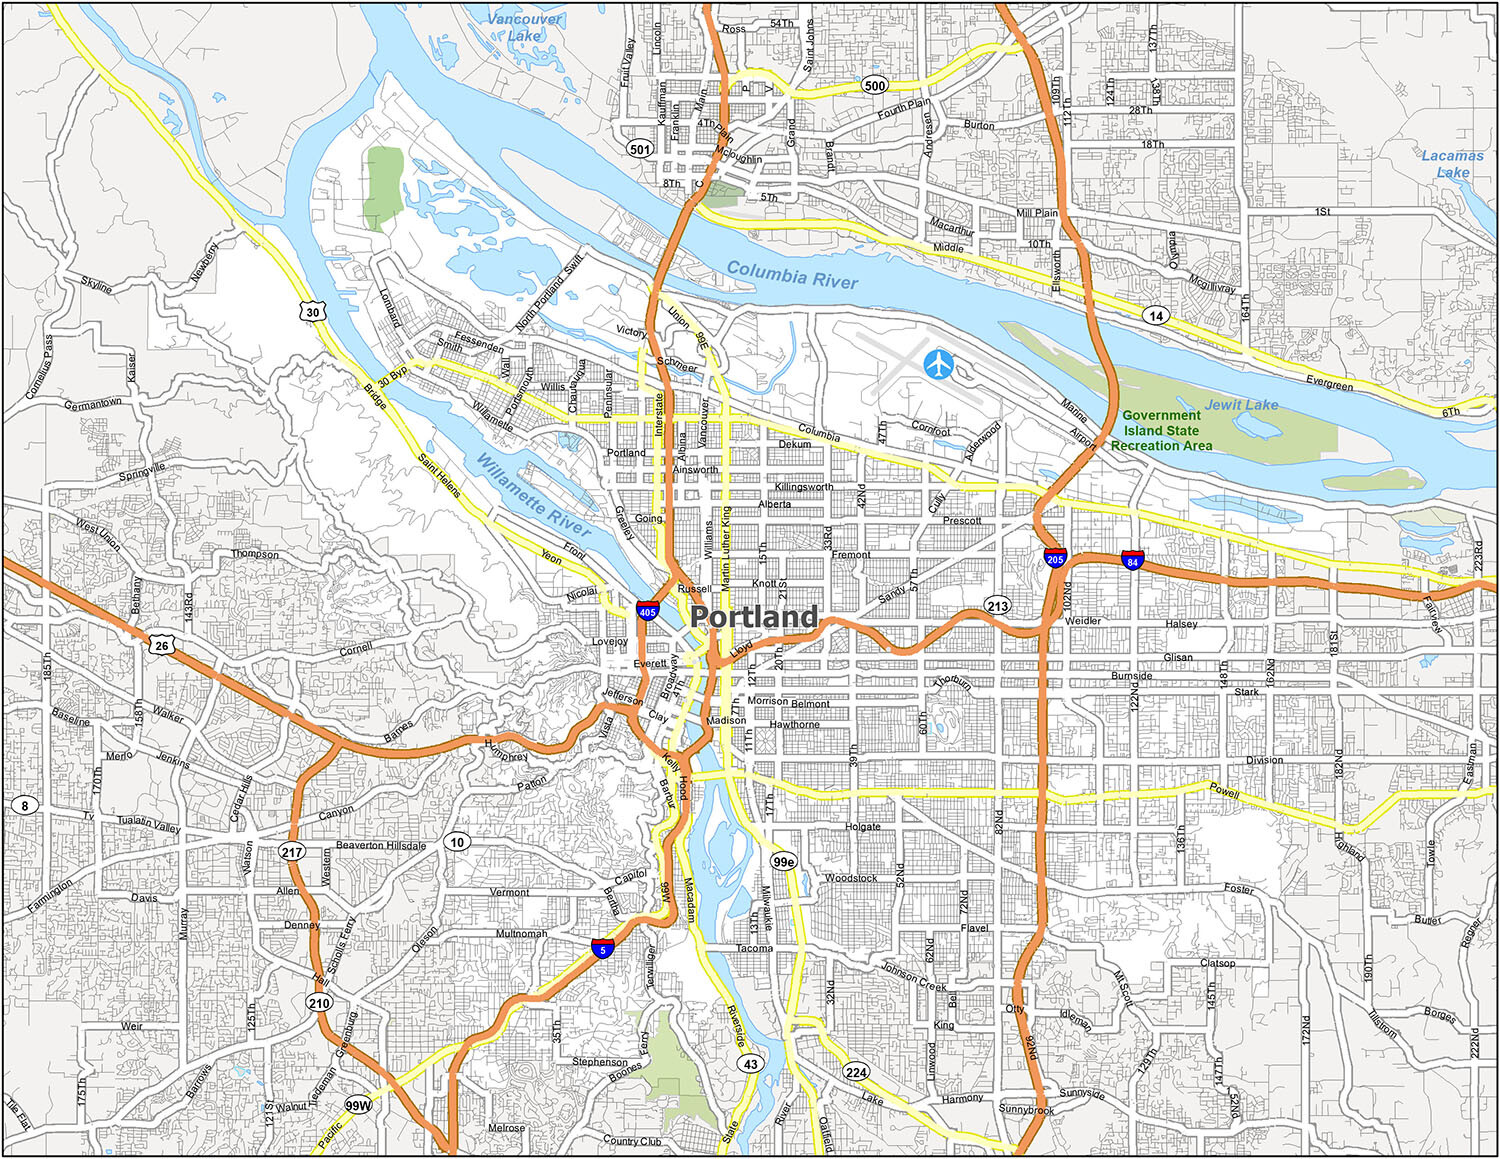 Vancouver
Lake
Ross
54Th
Lincoln
Fruit Valley
Saint Johns
137Th
Kauffman
Franklin
Main
P
V
500
109Th
112Th
124Th
138Th
28Th
Fourth Plain
4Th Plain
Grand
Andresen
Burton
18Th
501
Mcloughlin
Brandt
Lacamas
Lake
8Th
C
5Th
Mill Plain
1St
Macarthur
Middle
10Th
Olympia
Newberry
Skyline
Columbia River
Ellsworth
Mcgillivray
164Th
North Portland
Swift
Lombard
30
Union
99E
Victory
14
Fessenden
Smith
Cornelius Pass
Kaiser
Schmeer
Wall
Portsmouth
Chautauqua
Peninsular
Willis
30 Byp
Bridge
Evergreen
6Th
Germantown
Willamette
Interstate
Vancouver
Albina
Marine
Jewit Lake
Government
Island State
Recreation Area
Columbia
47Th
Cornfoot
Alderwood
Airport
Dekum
Portland
Ainsworth
Springville
Saint Helens
Willamette River
Killingsworth
42Nd
Cully
Alberta
Greeley
Going
Williams
Martin Luther King
Prescott
West Union
Thompson
Front
Yeon
15Th
33Rd
Fremont
205
84
223Rd
Bethany
143Rd
Nicolai
Russell
Knott
21St
57Th
Sandy
405
Portland
213
102Nd
Fairview
Weidler
Halsey
26
Lovejoy
Cornell
Lloyd
181St
185Th
Everett
Broadway
4Th
12Th
20Th
Glisan
Burnside
148Th
162Nd
Thorburn
Stark
122Nd
Jefferson
Clay
Vista
Morrison
Belmont
7Th
Madison
Hawthorne
60Th
Baseline
158Th
Walker
Barnes
Merlo
Jenkins
Humphrey
11Th
39Th
Division
182Nd
Eastman
170Th
Kelly
Hood
Barbur
Patton
Cedar Hills
Powell
8
Tv
Tualatin Valley
Canyon
17Th
82Nd
Holgate
136Th
Highland
Towle
217
Watson
Western
Beaverton Hillsdale
10
99e
Farmington
Allen
Davis
Vermont
Capitol
Bertha
99W
Macadam
Woodstock
52Nd
Foster
Murray
Denney
Scholls Ferry
Oleson
Multnomah
13Th
Milwaukie
72Nd
Flavel
Butler
Regner
5
Tacoma
62Nd
Terwilliger
Johnson Creek
Clatsop
Hall
210
Mt Scott
190Th
145Th
Bell
32Nd
125Th
Weir
Greenburg
35Th
Riverside
Otty
Idleman
King
Tillstrom
Borges
172Nd
222Nd
92Nd
Linwood
Stephenson
Boones
Ferry
43
224
129Th
147Th
Barrows
Tiedeman
175Th
Tile Flat
121St
Walnut
99W
Pacific
Lake
Harmony
Sunnyside
Sunnybrook
52Nd
Melrose
Country Club
State
River
Oatfield